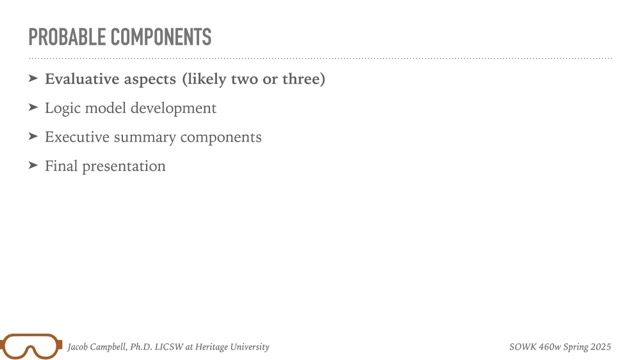 PROBABLE COMPONENTS
➤ Evaluative aspects (likely two or three)
➤ Logic model development
➤ Executive summary components
➤ Final presentation
Jacob Campbell, Ph.D. LICSW at Heritage University
SOWK 460w Spring 2025